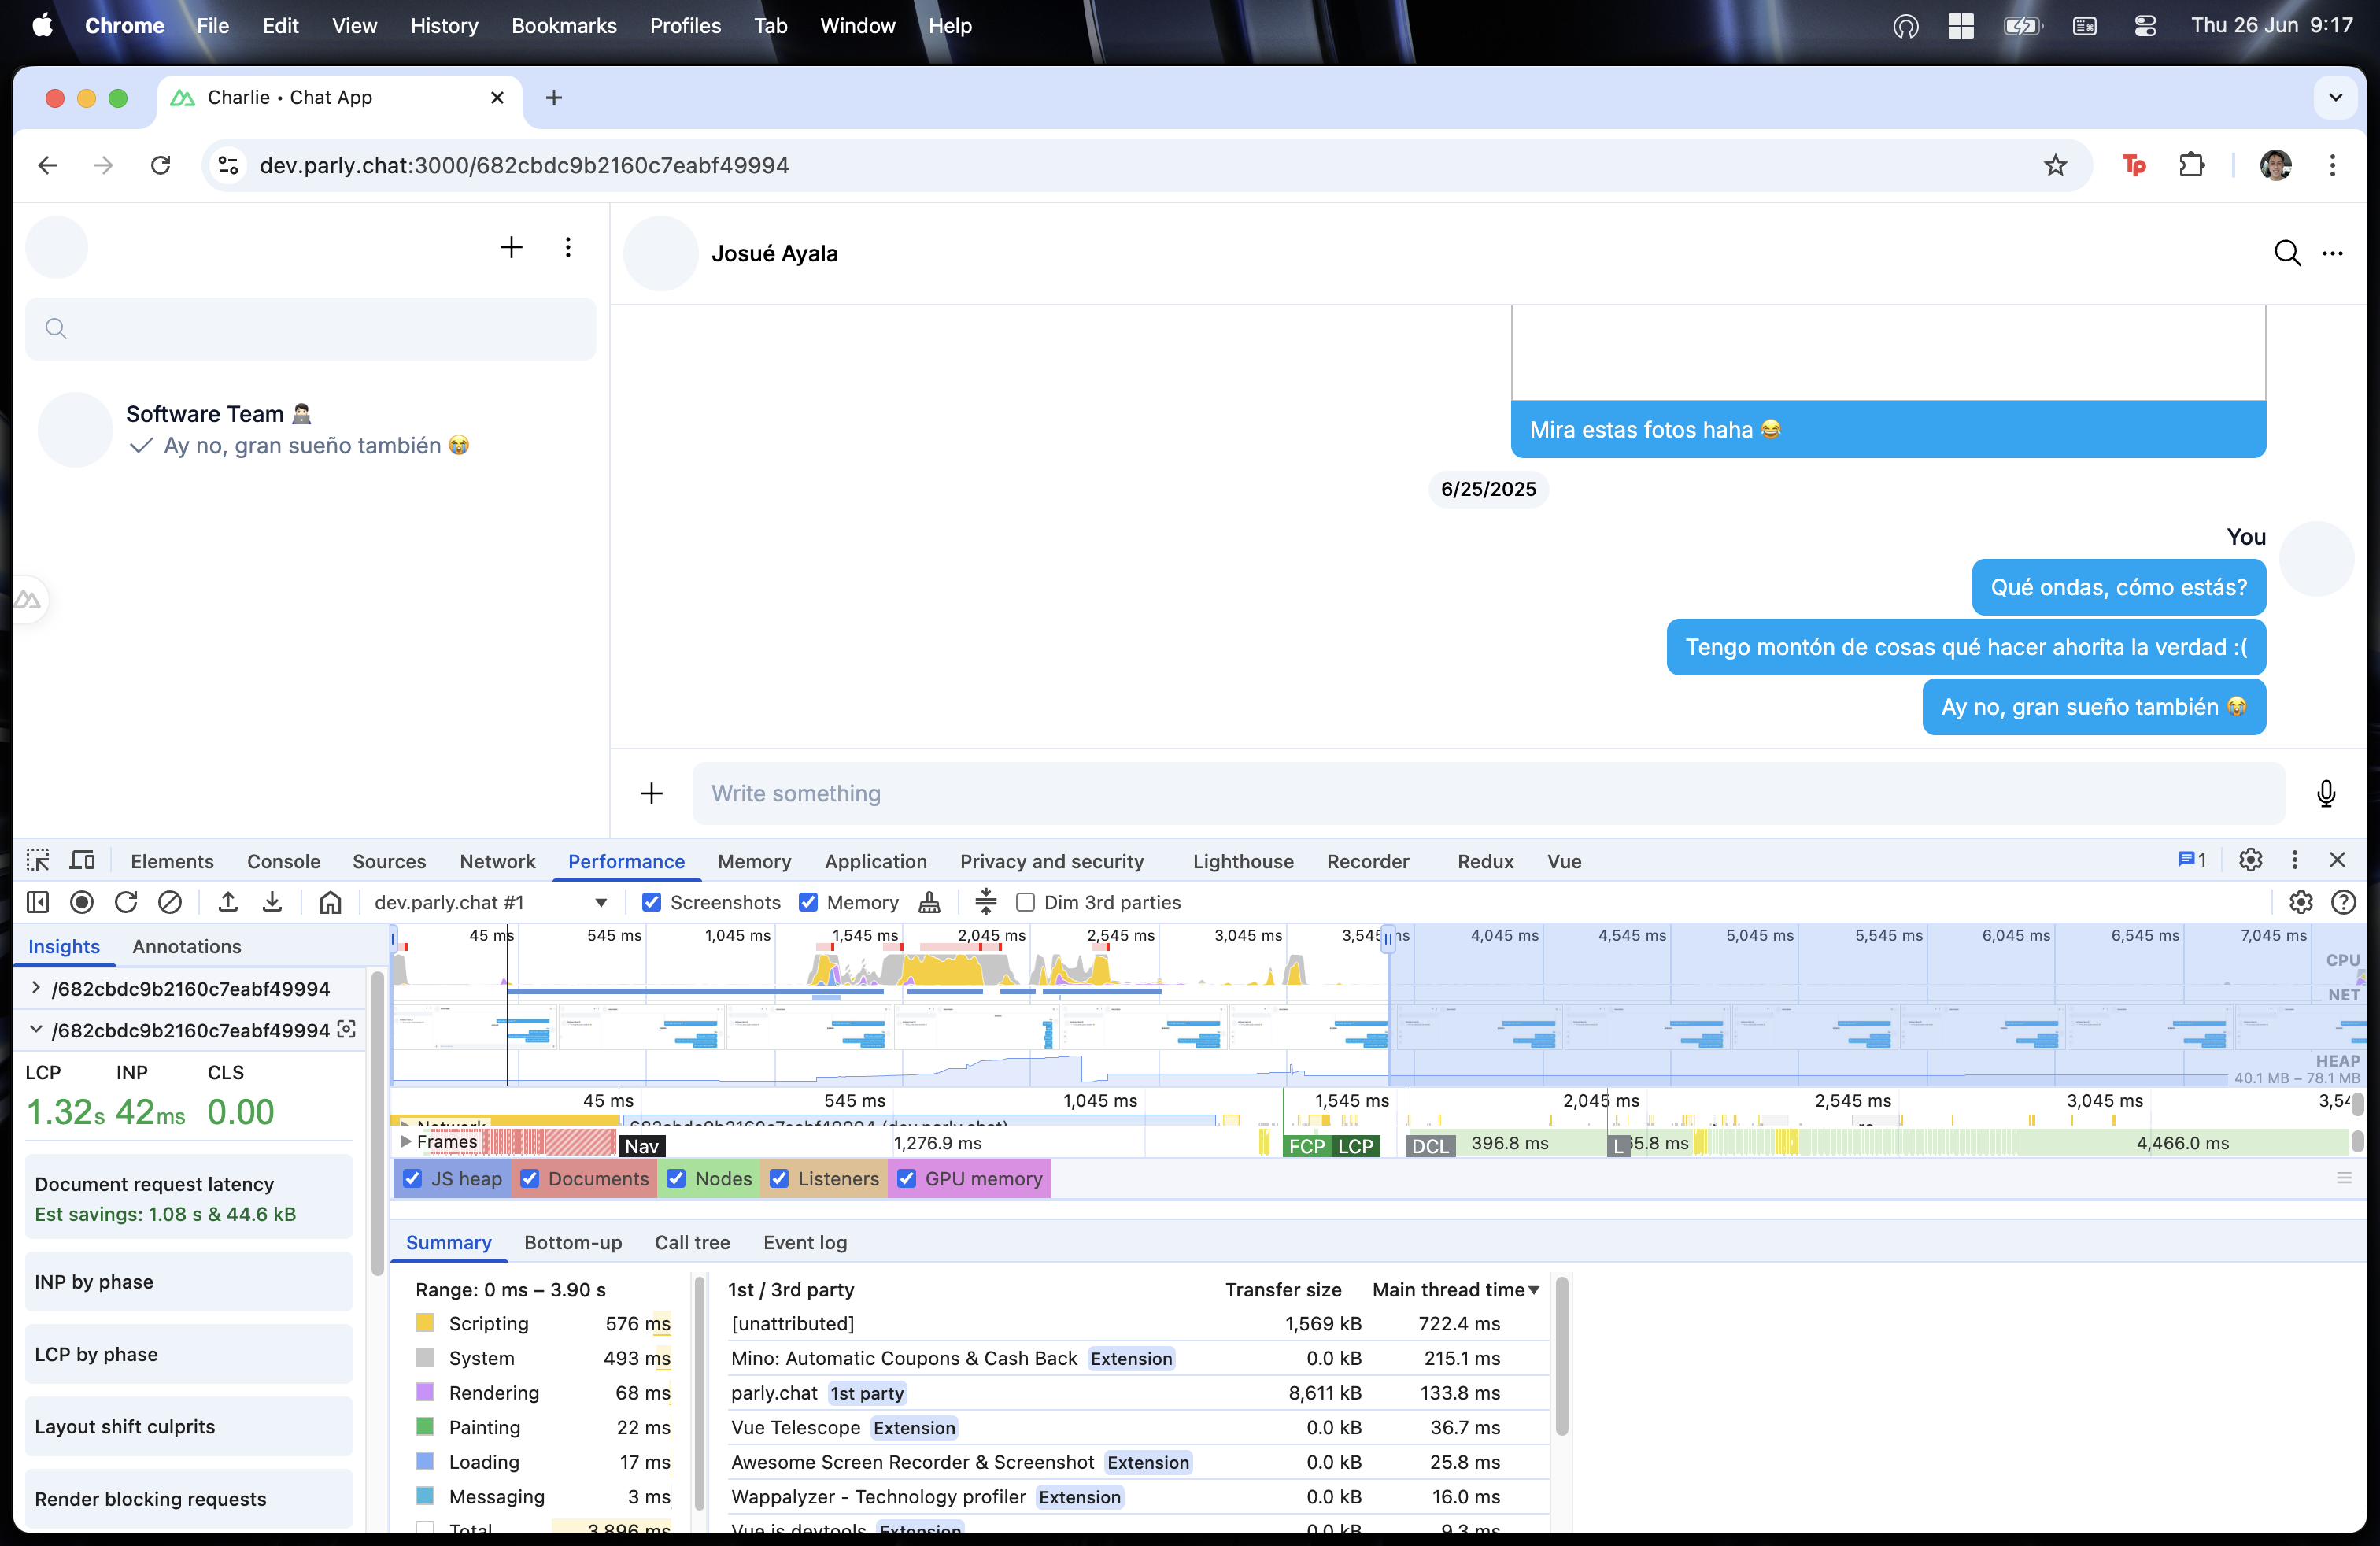 Chrome File Edit View History Bookmarks Profiles Tab Window Help Thu 26 Jun 9:17
Charlie • Chat App
dev.parly.chat:3000/682cbdc9b2160c7eabf49994
Software Team 👨🏻‍💻
Ay no, gran sueño también 😭
Josué Ayala
Mira estas fotos haha 😂
6/25/2025
You
Qué ondas, cómo estás?
Tengo montón de cosas qué hacer ahorita la verdad :(
Ay no, gran sueño también 😭
Write something
Elements Console Sources Network Performance Memory Application Privacy and security Lighthouse Recorder Redux Vue 1
dev.parly.chat #1 Screenshots Memory Dim 3rd parties
Insights Annotations
/682cbdc9b2160c7eabf49994
/682cbdc9b2160c7eabf49994
LCP INP CLS
1.32s 42ms 0.00
Document request latency
Est savings: 1.08 s & 44.6 kB
INP by phase
LCP by phase
Layout shift culprits
Render blocking requests
45 ms 545 ms 1,045 ms 1,545 ms 2,045 ms 2,545 ms 3,045 ms 3,545 ms 4,045 ms 4,545 ms 5,045 ms 5,545 ms 6,045 ms 6,545 ms 7,045 ms
CPU
NET
HEAP
40.1 MB – 78.1 MB
45 ms 545 ms 1,045 ms 1,545 ms 2,045 ms 2,545 ms 3,045 ms
Network 682cbdc9b2160c7eabf49994 (dev.parly.chat)
Frames Nav 1,276.9 ms FCP LCP DCL 396.8 ms L 4,466.0 ms
JS heap Documents Nodes Listeners GPU memory
Summary Bottom-up Call tree Event log
Range: 0 ms – 3.90 s
Scripting 576 ms
System 493 ms
Rendering 68 ms
Painting 22 ms
Loading 17 ms
Messaging 3 ms
Total 3,896 ms
1st / 3rd party Transfer size Main thread time
[unattributed] 1,569 kB 722.4 ms
Mino: Automatic Coupons & Cash Back Extension 0.0 kB 215.1 ms
parly.chat 1st party 8,611 kB 133.8 ms
Vue Telescope Extension 0.0 kB 36.7 ms
Awesome Screen Recorder & Screenshot Extension 0.0 kB 25.8 ms
Wappalyzer - Technology profiler Extension 0.0 kB 16.0 ms
Vue.js devtools Extension 0.0 kB 9.3 ms